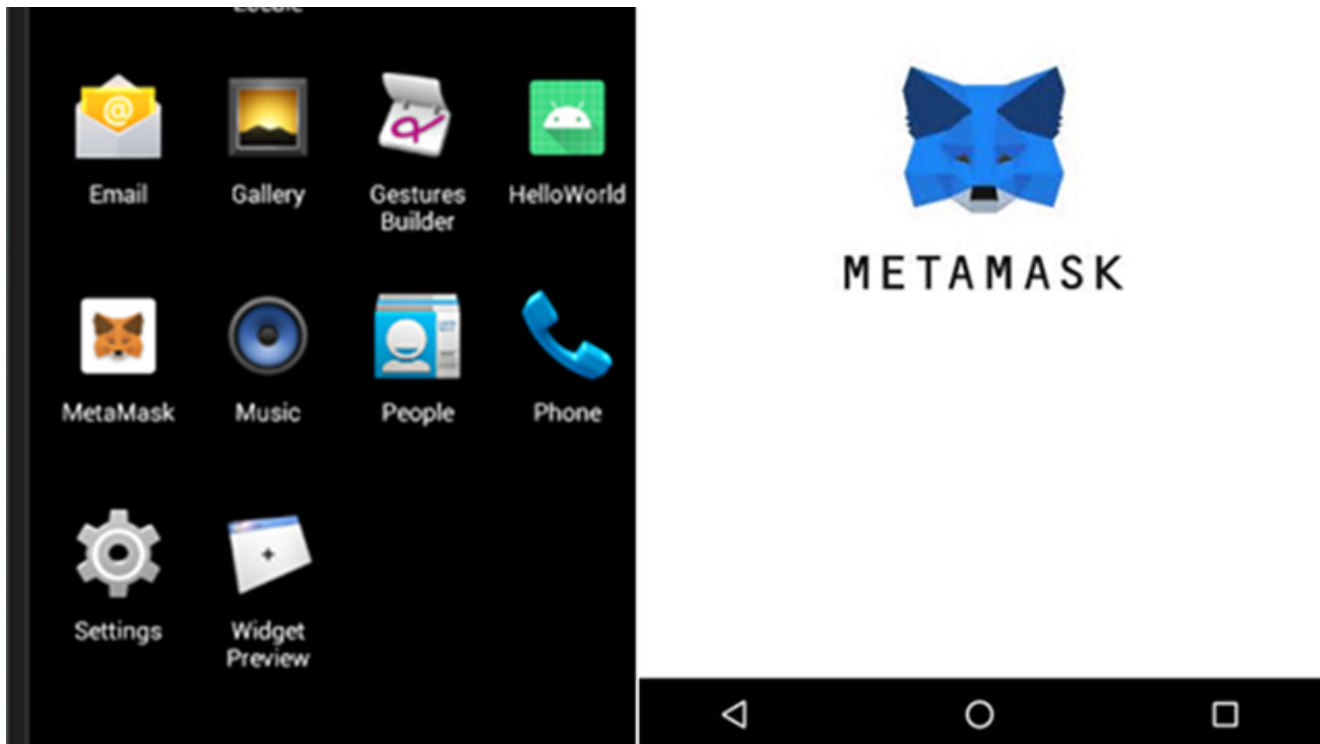 Email
Gallery
Gestures
Builder
HelloWorld
MetaMask
Music
People
Phone
Settings
Widget
Preview
METAMASK